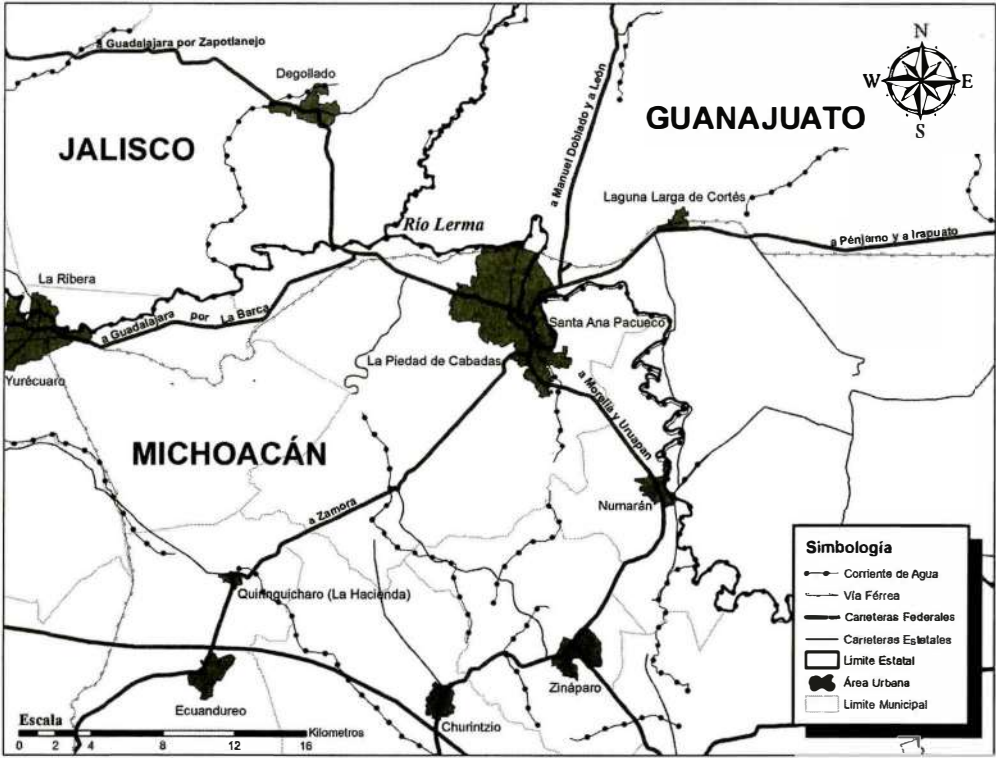 a Guadalajara por Zapotlanejo
Degollado
JALISCO
GUANAJUATO
N
W E
S
a Manuel Doblado y a León
Laguna Larga de Cortés
Río Lerma
a Pénjamo y a Irapuato
La Ribera
a Guadalajara por La Barca
Santa Ana Pacueco
La Piedad de Cabadas
Yurécuaro
a Morelia y Uruapan
MICHOACÁN
Numarán
a Zamora
Quiringüicharo (La Hacienda)
Zináparo
Ecuandureo
Churintzio
Simbología
Corriente de Agua
Vía Férrea
Carreteras Federales
Carreteras Estatales
Limite Estatal
Área Urbana
Limite Municipal
Escala
Kilometros
0 2 4 8 12 16